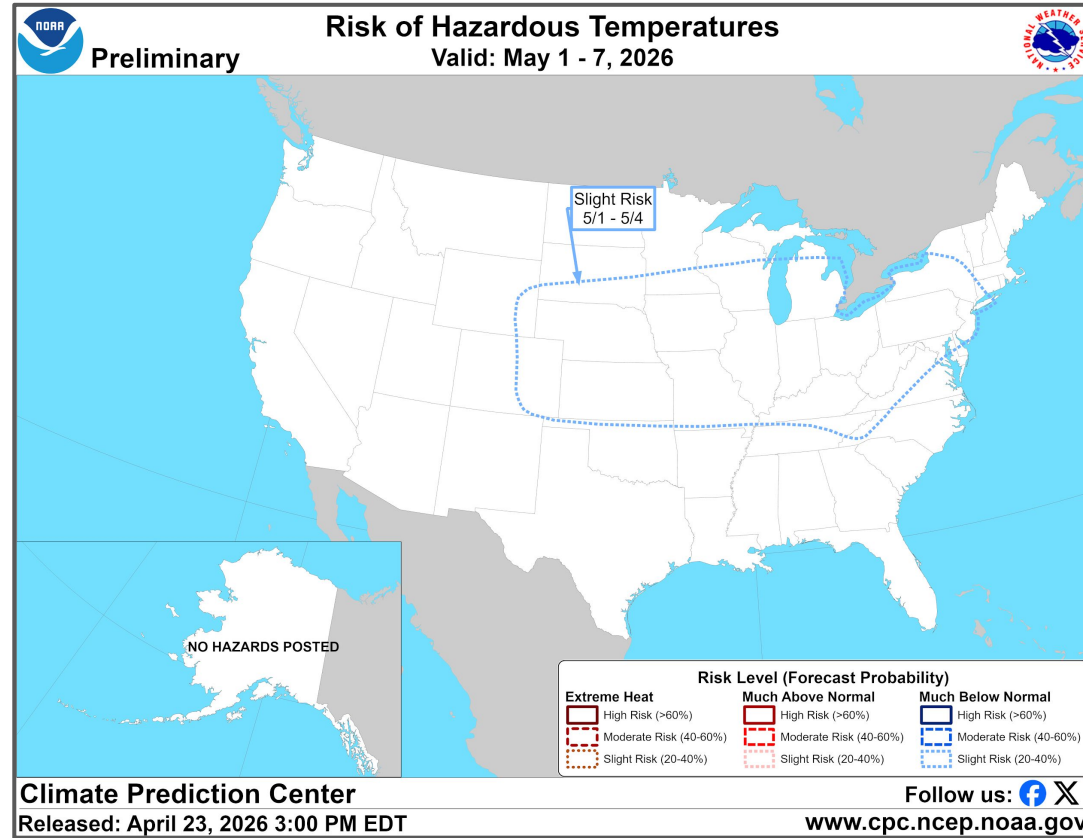 NOAA
Preliminary
Risk of Hazardous Temperatures
Valid: May 1 - 7, 2026
NATIONAL WEATHER SERVICE
Slight Risk
5/1 - 5/4
NO HAZARDS POSTED
Risk Level (Forecast Probability)
Extreme Heat
High Risk (>60%)
Moderate Risk (40-60%)
Slight Risk (20-40%)
Much Above Normal
High Risk (>60%)
Moderate Risk (40-60%)
Slight Risk (20-40%)
Much Below Normal
High Risk (>60%)
Moderate Risk (40-60%)
Slight Risk (20-40%)
Climate Prediction Center
Follow us:
Released: April 23, 2026 3:00 PM EDT
www.cpc.ncep.noaa.gov